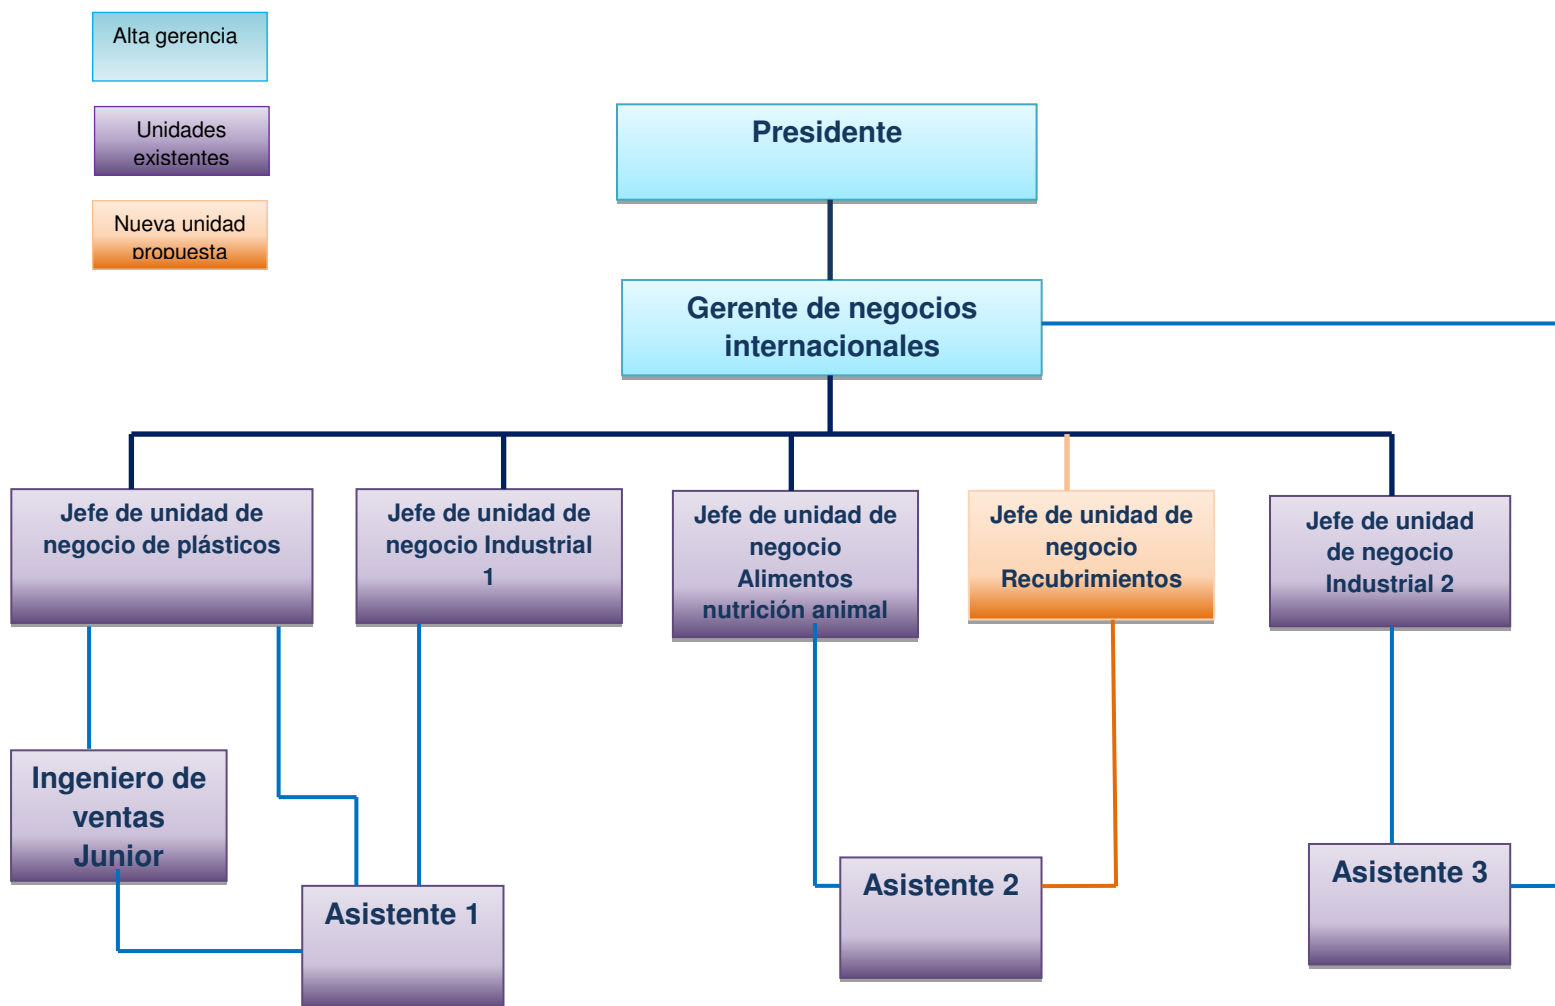 Alta gerencia
Unidades
existentes
Nueva unidad
propuesta
Presidente
Gerente de negocios
internacionales
Jefe de unidad de
negocio de plásticos
Jefe de unidad de
negocio Industrial
1
Jefe de unidad de
negocio
Alimentos
nutrición animal
Jefe de unidad de
negocio
Recubrimientos
Jefe de unidad
de negocio
Industrial 2
Ingeniero de
ventas
Junior
Asistente 1
Asistente 2
Asistente 3